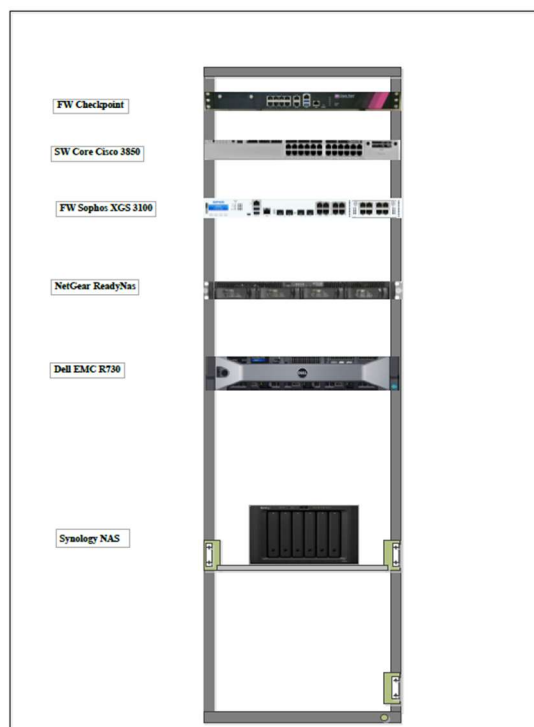 FW Checkpoint
SW Core Cisco 3850
FW Sophos XGS 3100
NetGear ReadyNas
Dell EMC R730
Synology NAS